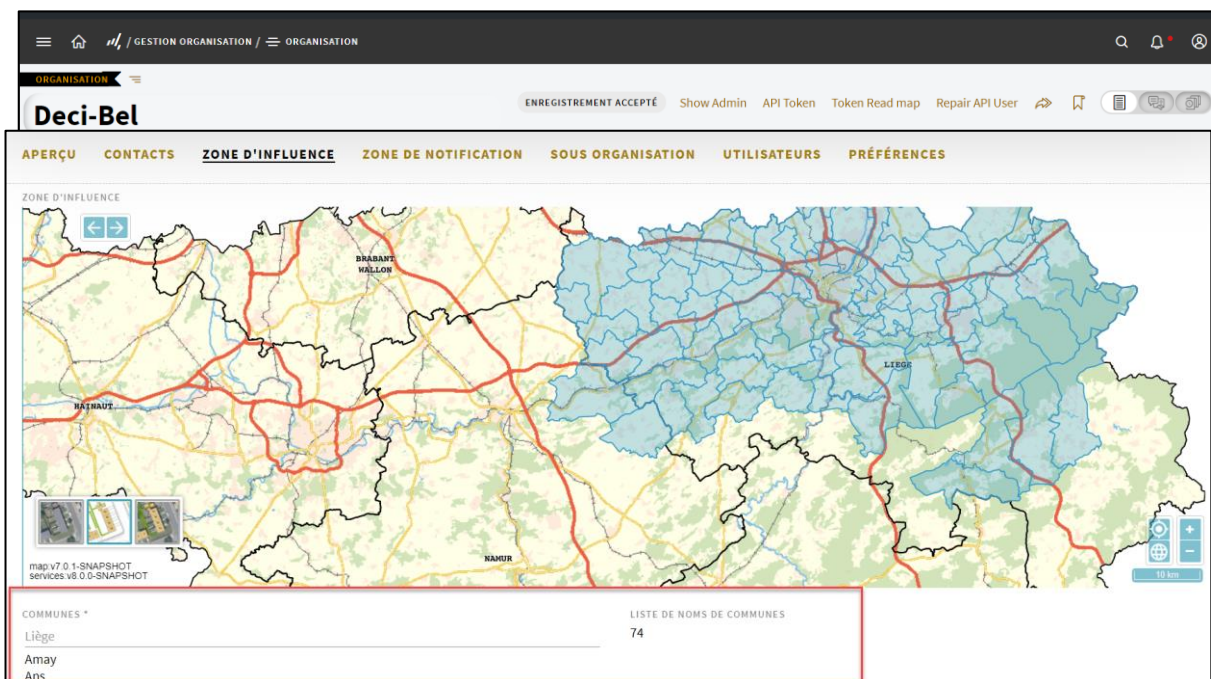 / GESTION ORGANISATION / ORGANISATION
ORGANISATION
Deci-Bel
ENREGISTREMENT ACCEPTÉ Show Admin API Token Token Read map Repair API User
APERÇU CONTACTS ZONE D'INFLUENCE ZONE DE NOTIFICATION SOUS ORGANISATION UTILISATEURS PRÉFÉRENCES
ZONE D'INFLUENCE
BRABANT
WALLON
LIEGE
HAINAUT
NAMUR
map:v7.0.1-SNAPSHOT
services:v8.0.0-SNAPSHOT
10 km
COMMUNES * LISTE DE NOMS DE COMMUNES
Liège 74
Amay
Ans